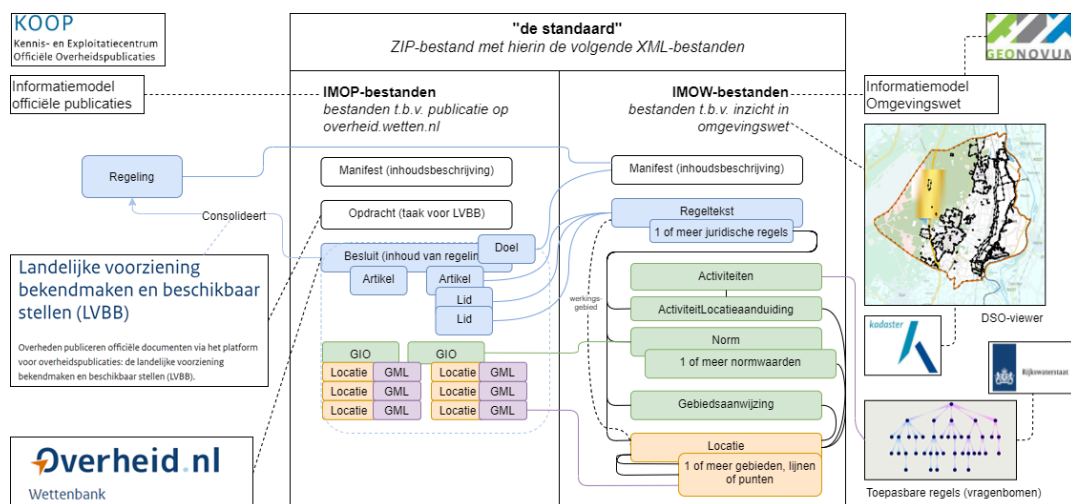 KOOP
Kennis- en Exploitatiecentrum
Officiële Overheidspublicaties
"de standaard"
ZIP-bestand met hierin de volgende XML-bestanden
GEONOVUM
Informatiemodel
officiële publicaties
IMOP-bestanden
bestanden t.b.v. publicatie op
overheid.wetten.nl
IMOW-bestanden
bestanden t.b.v. inzicht in
omgevingswet
Informatiemodel
Omgevingswet
Regeling
Manifest (inhoudsbeschrijving)
Manifest (inhoudsbeschrijving)
Consolideert
Opdracht (taak voor LVBB)
Regeltekst
1 of meer juridische regels
Doel
Besluit (inhoud van regelin
Artikel
Artikel
Lid
Lid
Landelijke voorziening
bekendmaken en beschikbaar
stellen (LVBB)
Overheden publiceren officiële documenten via het platform
voor overheidspublicaties: de landelijke voorziening
bekendmaken en beschikbaar stellen (LVBB).
werkings-
gebied
Activiteiten
ActiviteitLocatieaanduiding
Norm
1 of meer normwaarden
Gebiedsaanwijzing
Locatie
1 of meer gebieden, lijnen
of punten
GIO
GIO
Locatie GML Locatie GML
Locatie GML Locatie GML
Locatie GML Locatie GML
DSO-viewer
kadaster
Rijkswaterstaat
Toepasbare regels (vragenbomen)
Overheid.nl
Wettenbank